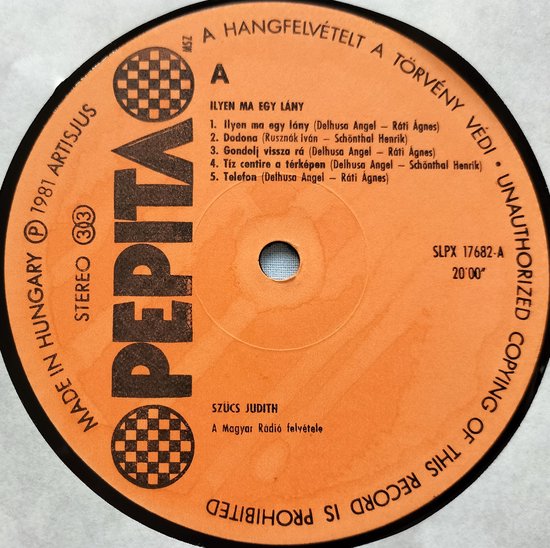 MADE IN HUNGARY Ⓟ 1981 ARTISJUS
MSZ A HANGFELVÉTELT A TÖRVÉNY VÉDI • UNAUTHORIZED COPYING OF THIS RECORD IS PROHIBITED
STEREO 33
PEPITA
A
ILYEN MA EGY LÁNY
1. Ilyen ma egy lány (Delhusa Angel – Ráti Ágnes)
2. Dodona (Rusznák Iván – Schönthal Henrik)
3. Gondolj vissza rá (Delhusa Angel – Ráti Ágnes)
4. Tíz centire a térképen (Delhusa Angel – Schönthal Henrik)
5. Telefon (Delhusa Angel – Ráti Ágnes)
SLPX 17682-A
20'00"
SZÜCS JUDITH
A Magyar Rádió felvétele